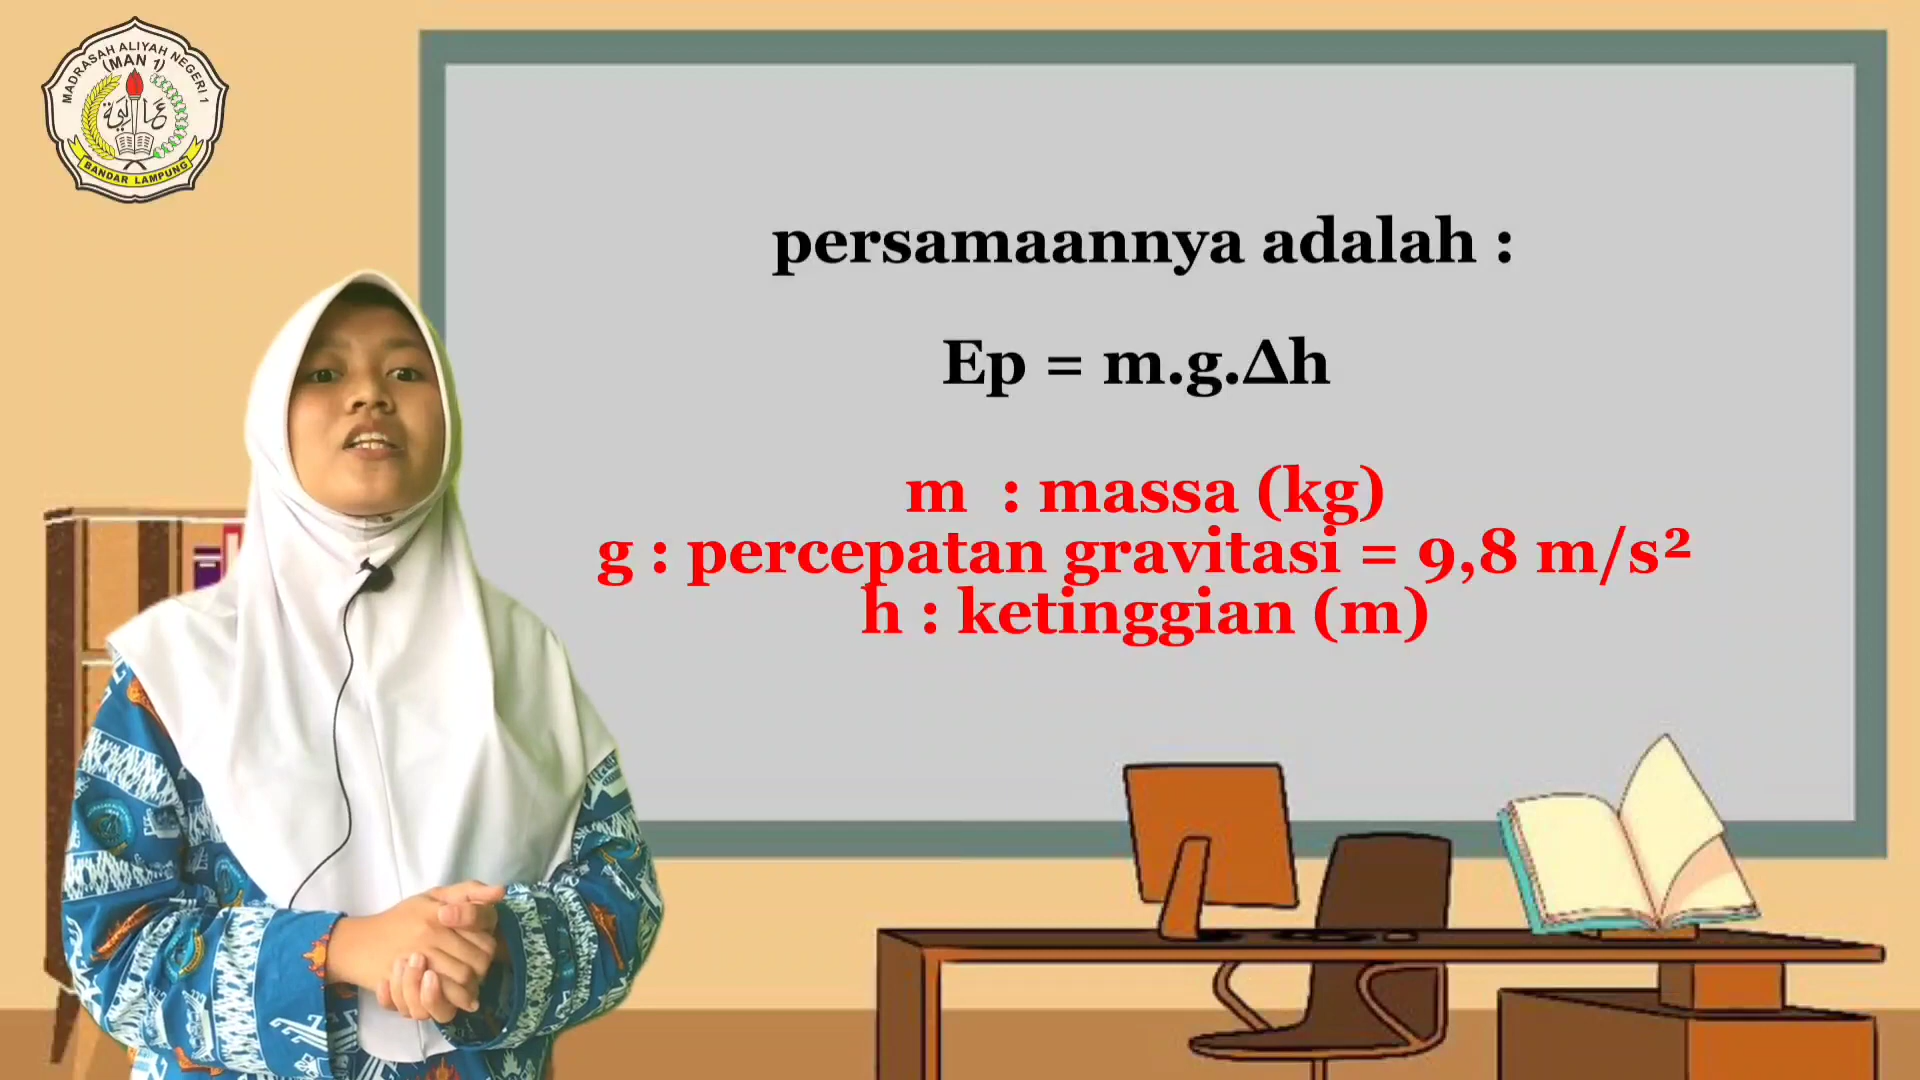 MADRASAH ALIYAH NEGERI 1
(MAN 1)
عالية
BANDAR LAMPUNG
persamaannya adalah :
Ep = m.g.Δh
m : massa (kg)
g : percepatan gravitasi = 9,8 m/s²
h : ketinggian (m)